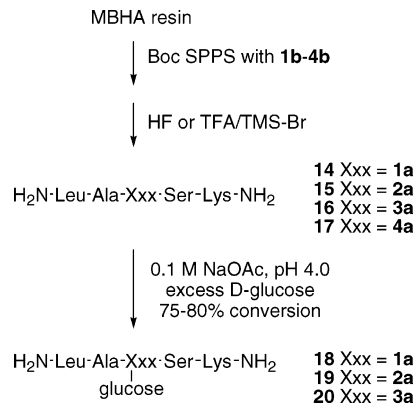 MBHA resin
Boc SPPS with 1b-4b
HF or TFA/TMS-Br
H2N-Leu-Ala-Xxx-Ser-Lys-NH2
14 Xxx = 1a
15 Xxx = 2a
16 Xxx = 3a
17 Xxx = 4a
0.1 M NaOAc, pH 4.0
excess D-glucose
75-80% conversion
H2N-Leu-Ala-Xxx-Ser-Lys-NH2
glucose
18 Xxx = 1a
19 Xxx = 2a
20 Xxx = 3a